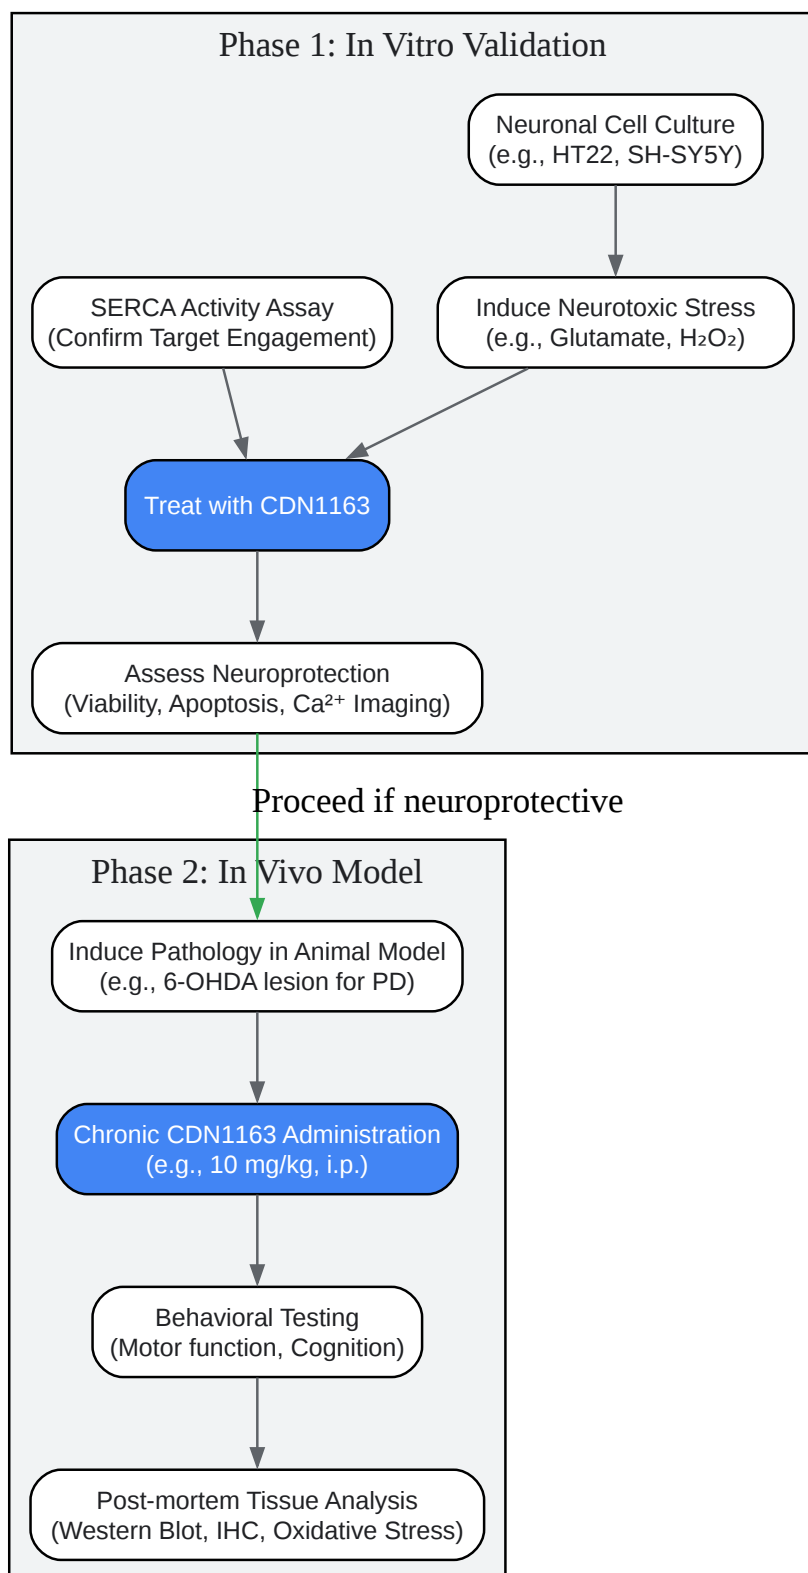 Phase 1: In Vitro Validation
Neuronal Cell Culture
(e.g., HT22, SH-SY5Y)
SERCA Activity Assay
(Confirm Target Engagement)
Induce Neurotoxic Stress
(e.g., Glutamate, H₂O₂)
Treat with CDN1163
Assess Neuroprotection
(Viability, Apoptosis, Ca²⁺ Imaging)
Proceed if neuroprotective
Phase 2: In Vivo Model
Induce Pathology in Animal Model
(e.g., 6-OHDA lesion for PD)
Chronic CDN1163 Administration
(e.g., 10 mg/kg, i.p.)
Behavioral Testing
(Motor function, Cognition)
Post-mortem Tissue Analysis
(Western Blot, IHC, Oxidative Stress)